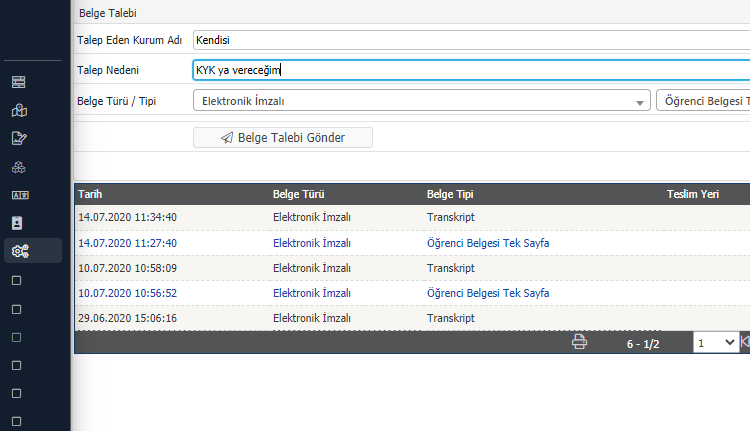 Belge Talebi
Talep Eden Kurum Adı Kendisi
Talep Nedeni KYK ya vereceğim
Belge Türü / Tipi Elektronik İmzalı Öğrenci Belgesi T
Belge Talebi Gönder
Tarih Belge Türü Belge Tipi Teslim Yeri
14.07.2020 11:34:40 Elektronik İmzalı Transkript
14.07.2020 11:27:40 Elektronik İmzalı Öğrenci Belgesi Tek Sayfa
10.07.2020 10:58:09 Elektronik İmzalı Transkript
10.07.2020 10:56:52 Elektronik İmzalı Öğrenci Belgesi Tek Sayfa
29.06.2020 15:06:16 Elektronik İmzalı Transkript
6 - 1/2 1